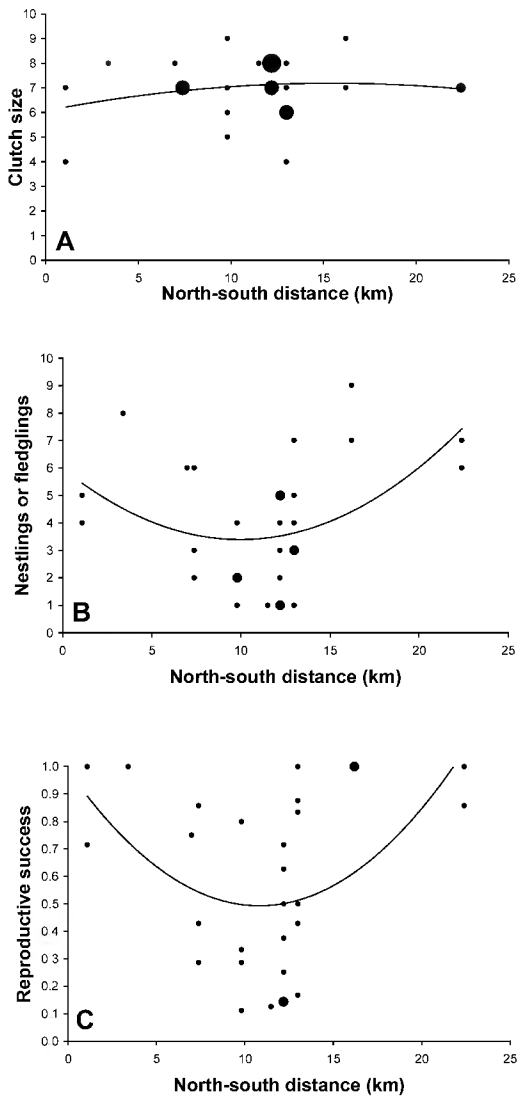 10
9
8
7
6
5
4
3
2
1
0
Clutch size
A
0 5 10 15 20 25
North-south distance (km)
10
9
8
7
6
5
4
3
2
1
0
Nestlings or fledglings
B
0 5 10 15 20 25
North-south distance (km)
1.0
0.9
0.8
0.7
0.6
0.5
0.4
0.3
0.2
0.1
0.0
Reproductive success
C
0 5 10 15 20 25
North-south distance (km)